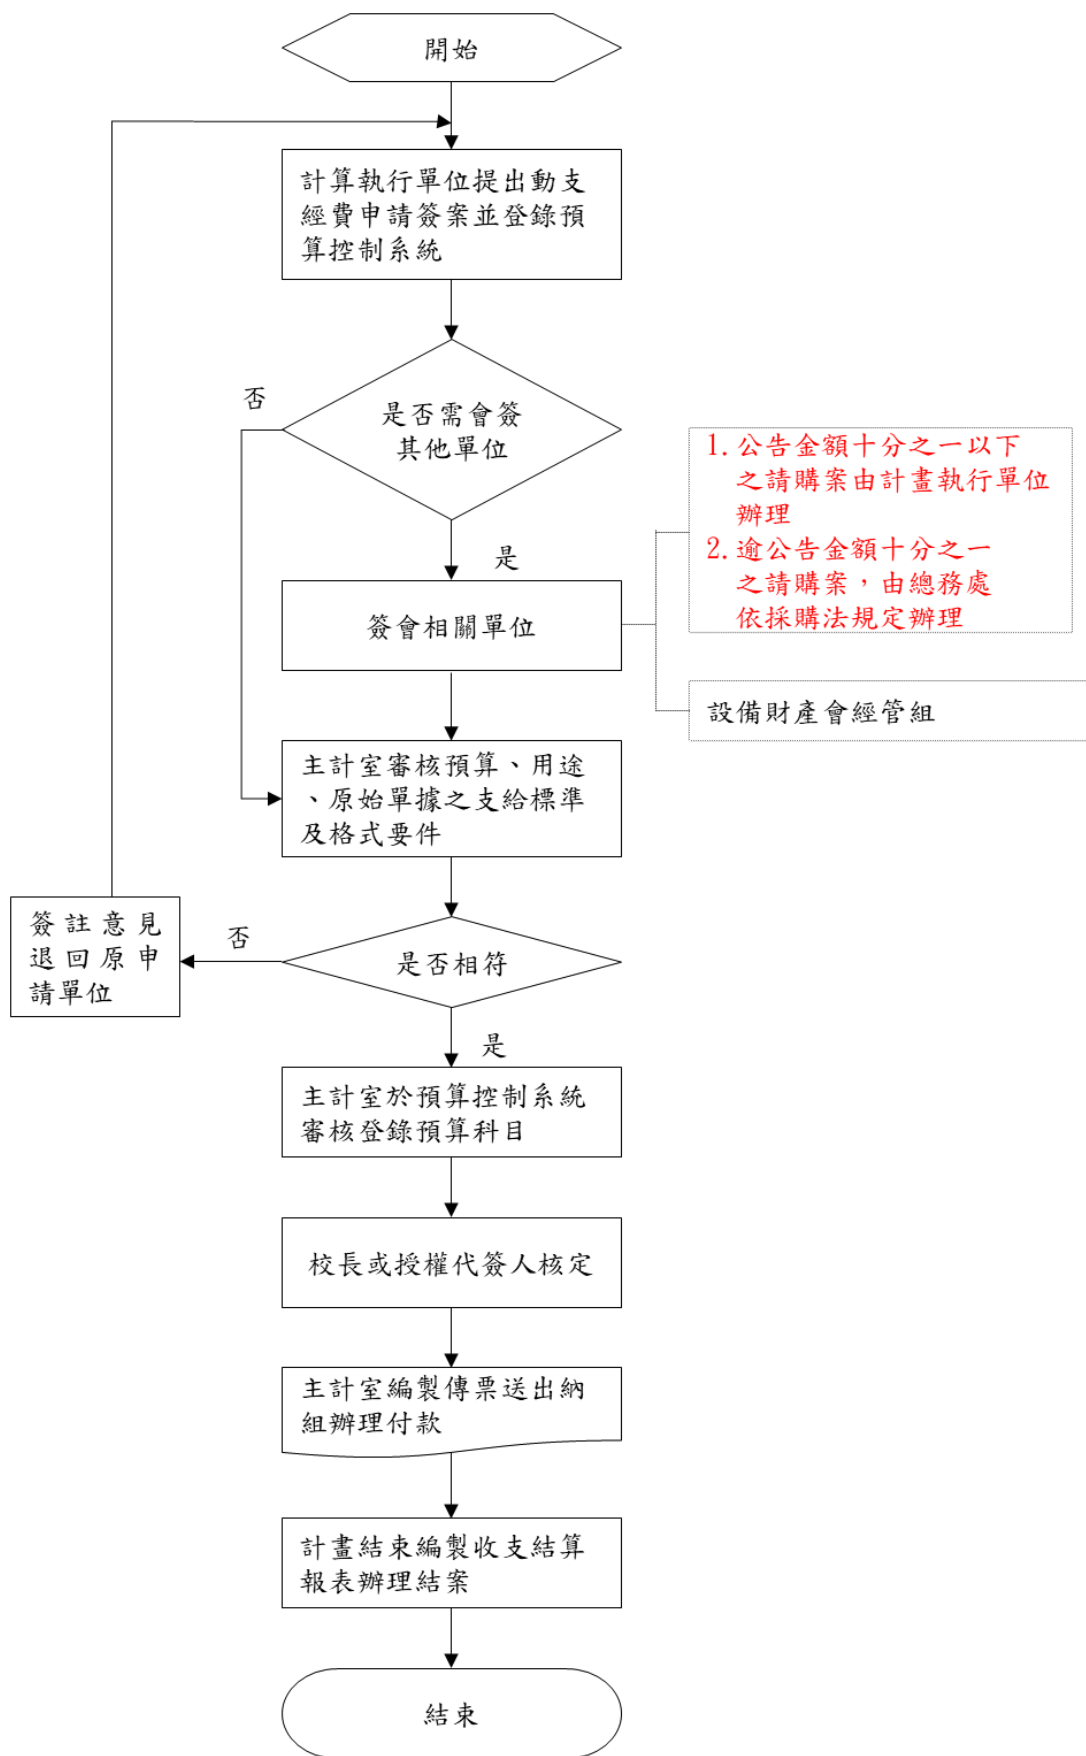 開始
計算執行單位提出動支
經費申請簽案並登錄預
算控制系統
否
是否需會簽
其他單位
1.公告金額十分之一以下
之請購案由計畫執行單位
辦理
2.逾公告金額十分之一
之請購案，由總務處
依採購法規定辦理
是
簽會相關單位
設備財產會經管組
主計室審核預算、用途
、原始單據之支給標準
及格式要件
簽註意見
退回原申
請單位
否
是否相符
是
主計室於預算控制系統
審核登錄預算科目
校長或授權代簽人核定
主計室編製傳票送出納
組辦理付款
計畫結束編製收支結算
報表辦理結案
結束